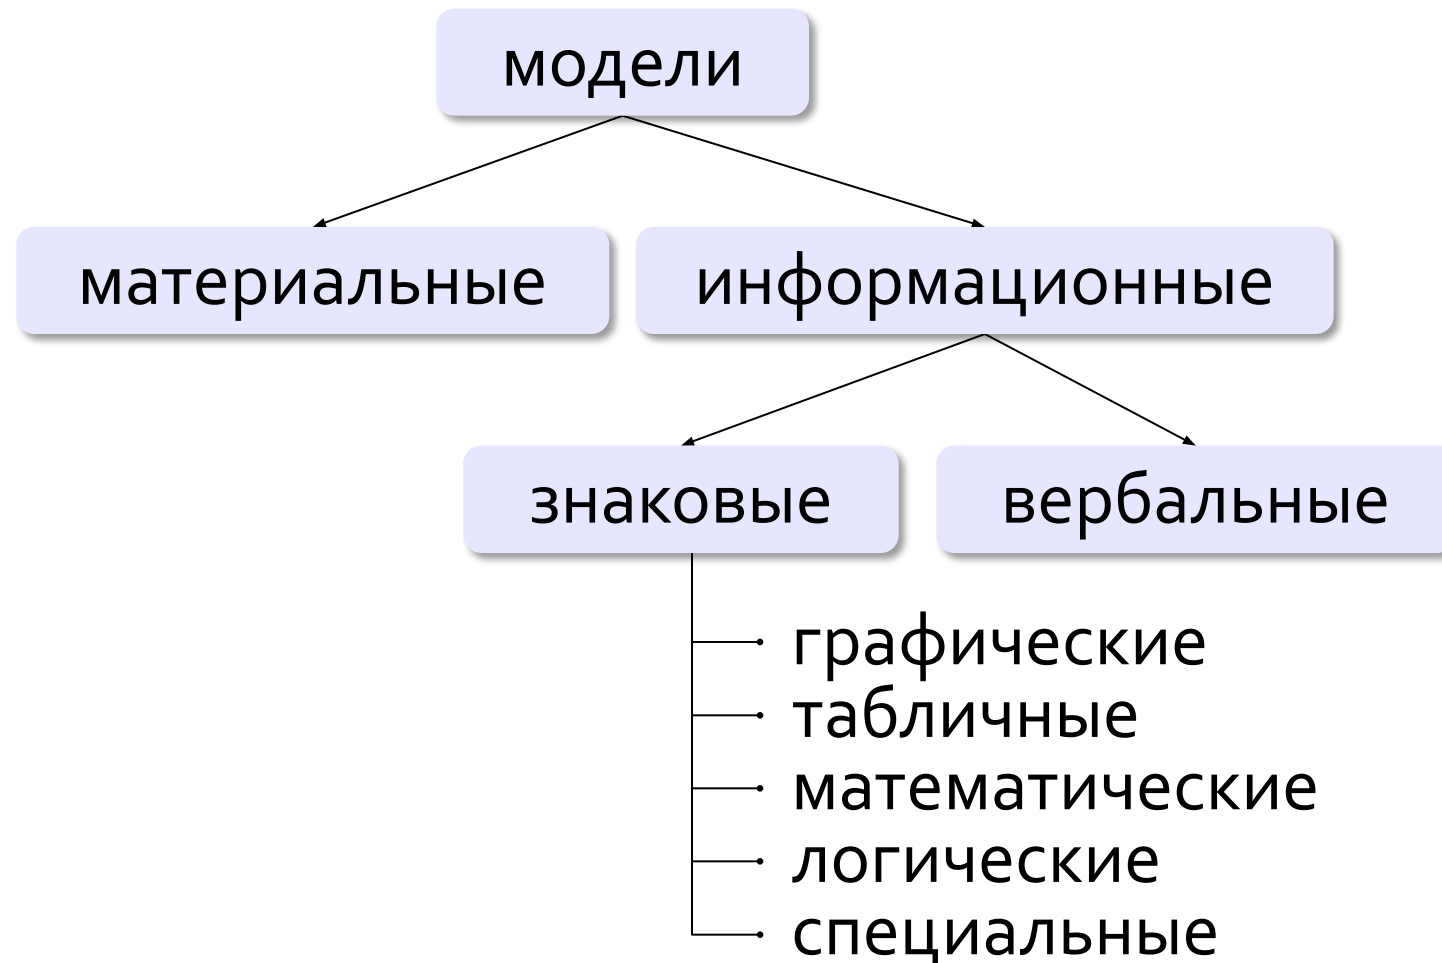 модели
материальные
информационные
знаковые
вербальные
графические
табличные
математические
логические
специальные